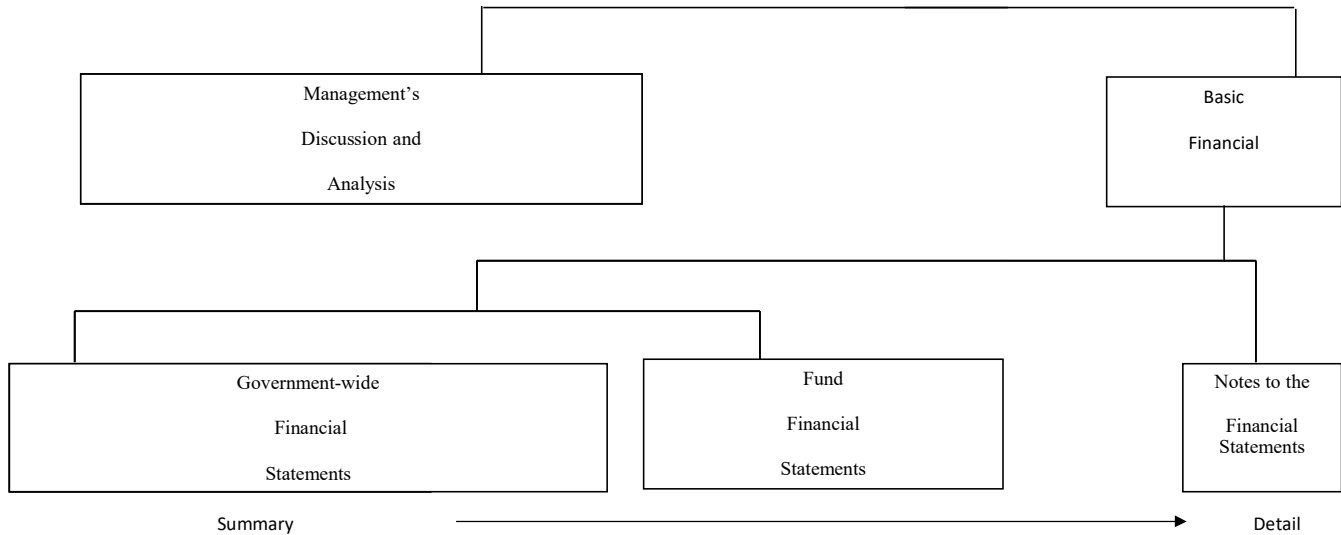 Management's
Discussion and
Analysis
Basic
Financial
Government-wide
Financial
Statements
Fund
Financial
Statements
Notes to the
Financial
Statements
Summary
Detail